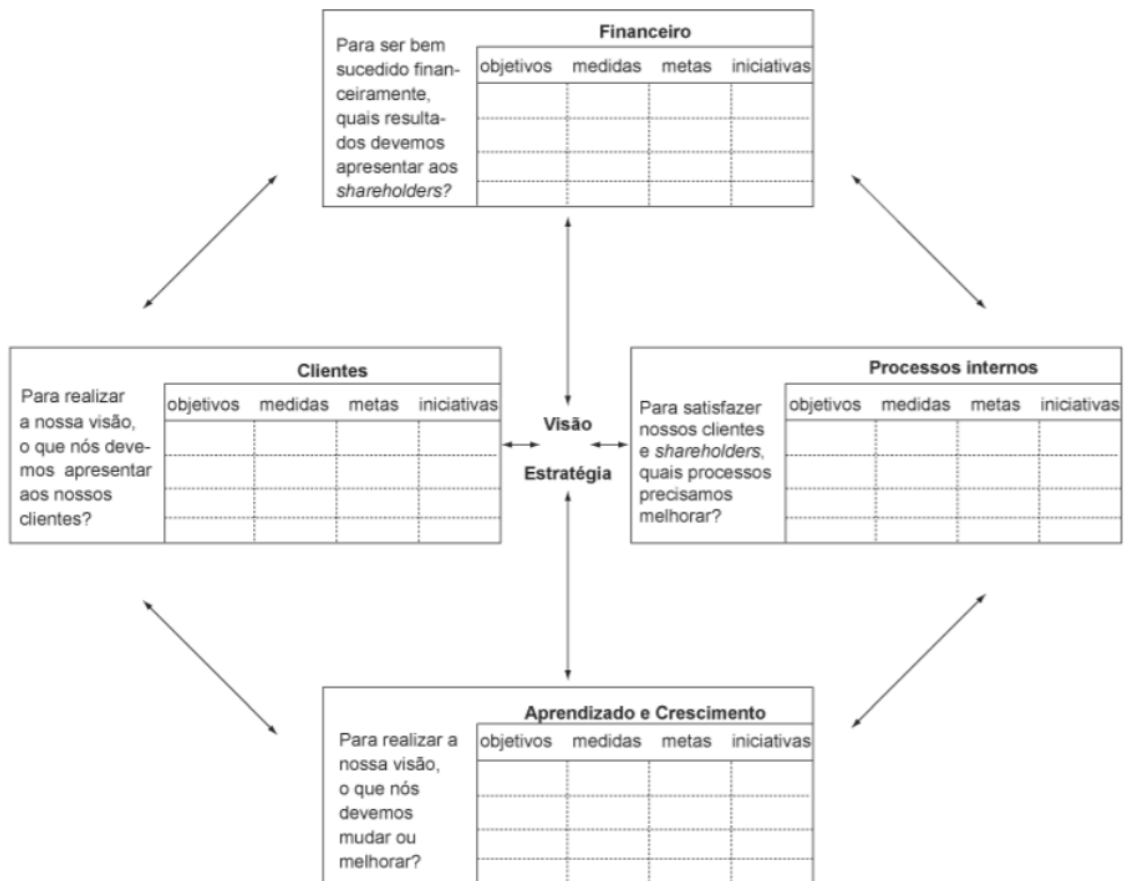 Financeiro
Para ser bem
sucedido finan-
ceiramente,
quais resulta-
dos devemos
apresentar aos
shareholders?
objetivos medidas metas iniciativas
Clientes
Para realizar
a nossa visão,
o que nós deve-
mos apresentar
aos nossos
clientes?
objetivos medidas metas iniciativas
Visão
Estratégia
Processos internos
Para satisfazer
nossos clientes
e shareholders,
quais processos
precisamos
melhorar?
objetivos medidas metas iniciativas
Aprendizado e Crescimento
Para realizar a
nossa visão,
o que nós
devemos
mudar ou
melhorar?
objetivos medidas metas iniciativas